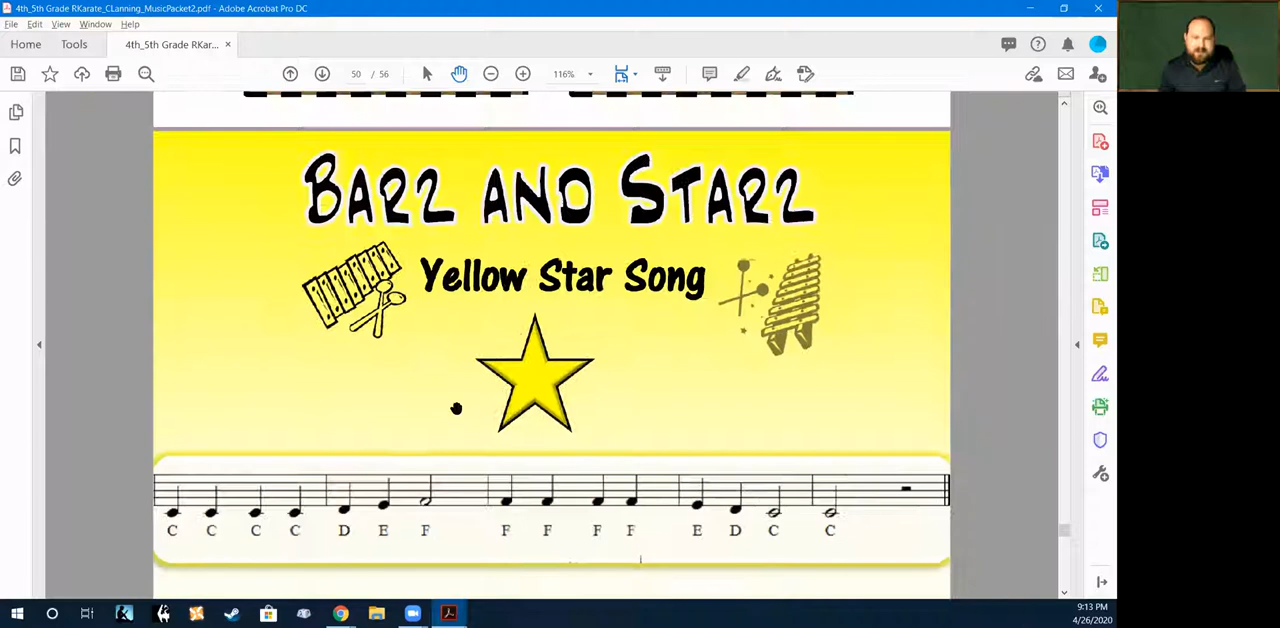 4th_5th Grade RKarate_CLanning_MusicPacket2.pdf - Adobe Acrobat Pro DC
File Edit View Window Help
Home Tools 4th_5th Grade RKar... ×
50 / 56 116%
BARZ AND STARZ
Yellow Star Song
C C C C D E F F F F F E D C C
9:13 PM
4/26/2020